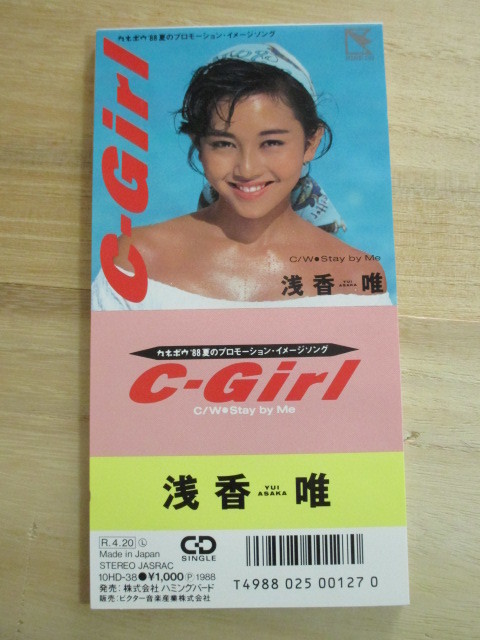 カネボウ '88 夏のプロモーション・イメージソング
C-Girl
C/W●Stay by Me
浅香 YUI ASAKA 唯
カネボウ '88 夏のプロモーション・イメージソング
C-Girl
C/W●Stay by Me
浅香 YUI ASAKA 唯
R.4.20 Ⓛ
Made in Japan
STEREO JASRAC
10HD-38●¥1,000 Ⓟ 1988
発売:株式会社 ハミングバード
販売:ビクター音楽産業株式会社
CD
SINGLE
T4988 025 00127 0